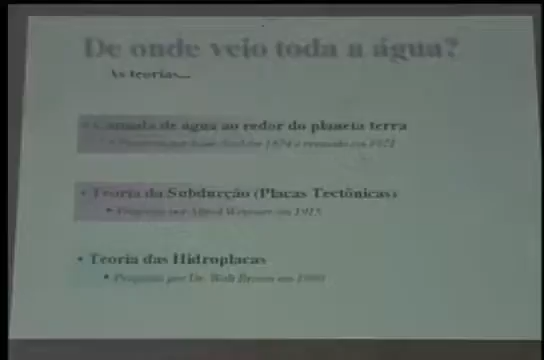 De onde veio toda a água?
As teorias...
• Camada de água ao redor do planeta terra
1874
• Teoria da Subducção (Placas Tectônicas)
• Proposta por Alfred Wegener em 1915
• Teoria das Hidroplacas
• Proposta por Dr. Walt Brown em